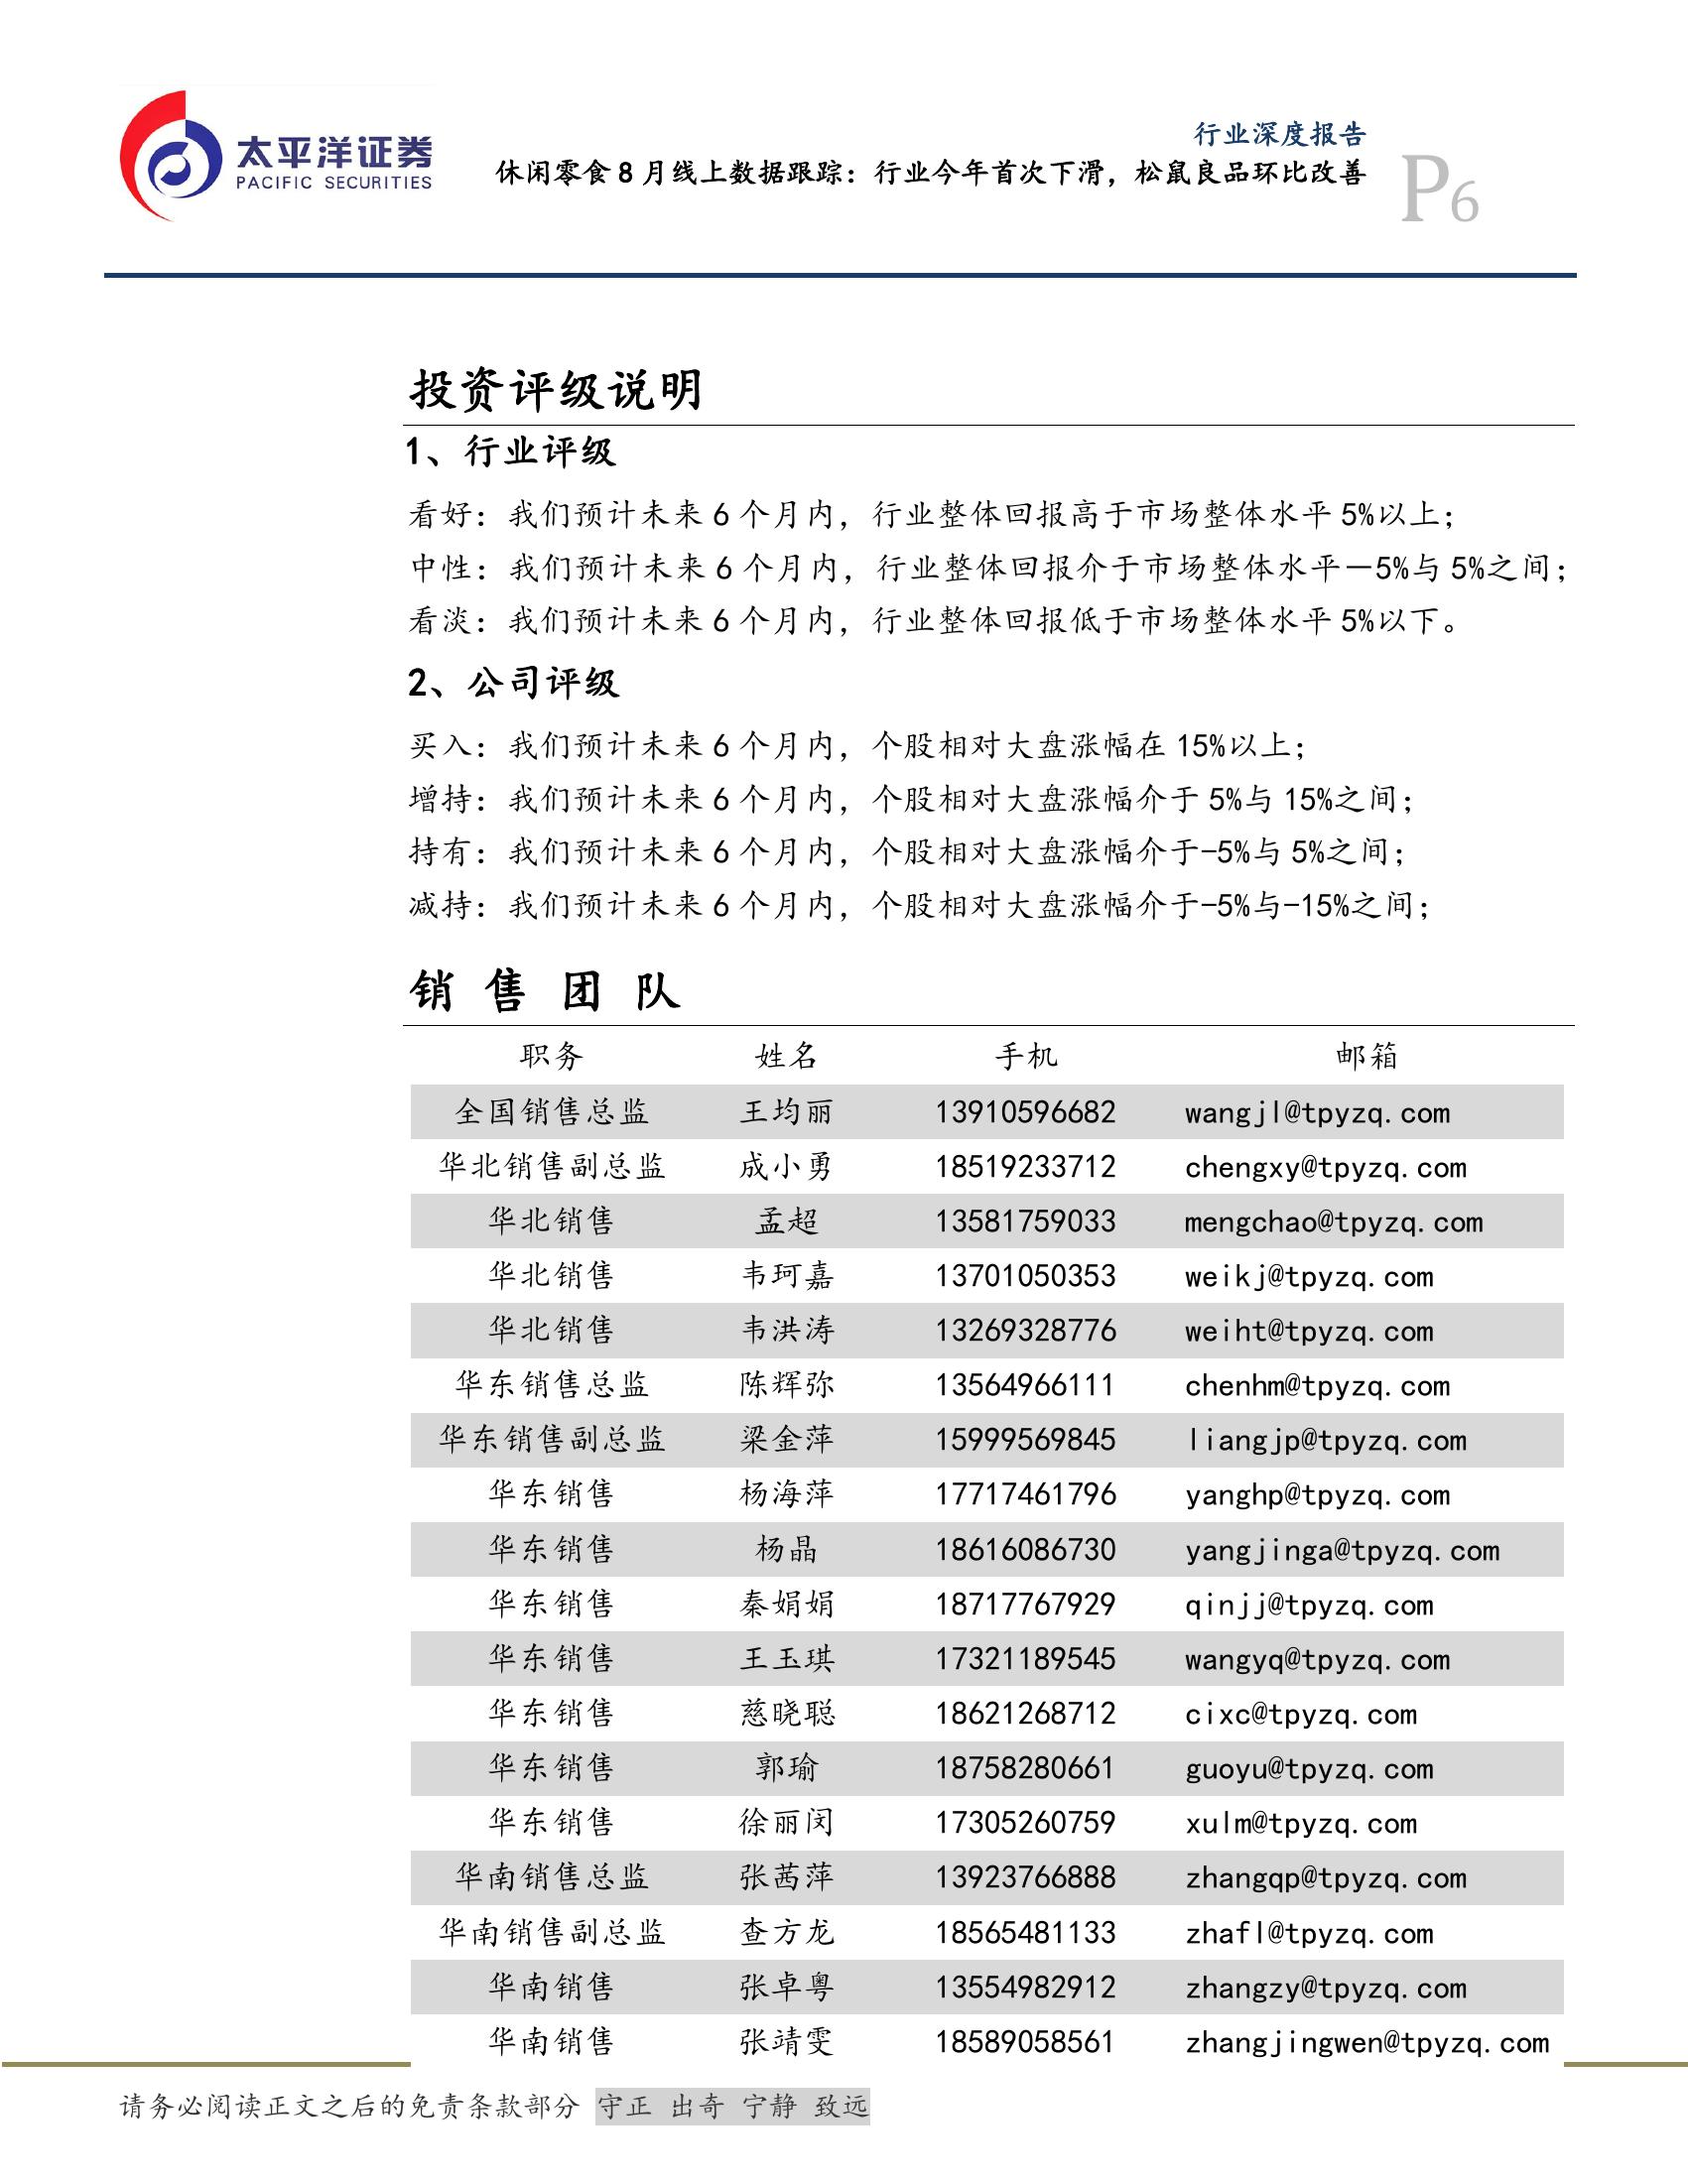 太平洋证券
PACIFIC SECURITIES
行业深度报告
休闲零食 8 月线上数据跟踪：行业今年首次下滑，松鼠良品环比改善
P6
投资评级说明
1、行业评级
看好：我们预计未来 6 个月内，行业整体回报高于市场整体水平 5%以上；
中性：我们预计未来 6 个月内，行业整体回报介于市场整体水平－5%与 5%之间；
看淡：我们预计未来 6 个月内，行业整体回报低于市场整体水平 5%以下。
2、公司评级
买入：我们预计未来 6 个月内，个股相对大盘涨幅在 15%以上；
增持：我们预计未来 6 个月内，个股相对大盘涨幅介于 5%与 15%之间；
持有：我们预计未来 6 个月内，个股相对大盘涨幅介于-5%与 5%之间；
减持：我们预计未来 6 个月内，个股相对大盘涨幅介于-5%与-15%之间；
销 售 团 队
职务 姓名 手机 邮箱
全国销售总监 王均丽 13910596682 wangjl@tpyzq.com
华北销售副总监 成小勇 18519233712 chengxy@tpyzq.com
华北销售 孟超 13581759033 mengchao@tpyzq.com
华北销售 韦珂嘉 13701050353 weikj@tpyzq.com
华北销售 韦洪涛 13269328776 weiht@tpyzq.com
华东销售总监 陈辉弥 13564966111 chenhm@tpyzq.com
华东销售副总监 梁金萍 15999569845 liangjp@tpyzq.com
华东销售 杨海萍 17717461796 yanghp@tpyzq.com
华东销售 杨晶 18616086730 yangjinga@tpyzq.com
华东销售 秦娟娟 18717767929 qinjj@tpyzq.com
华东销售 王玉琪 17321189545 wangyq@tpyzq.com
华东销售 慈晓聪 18621268712 cixc@tpyzq.com
华东销售 郭瑜 18758280661 guoyu@tpyzq.com
华东销售 徐丽闵 17305260759 xulm@tpyzq.com
华南销售总监 张茜萍 13923766888 zhangqp@tpyzq.com
华南销售副总监 查方龙 18565481133 zhafl@tpyzq.com
华南销售 张卓粤 13554982912 zhangzy@tpyzq.com
华南销售 张靖雯 18589058561 zhangjingwen@tpyzq.com
请务必阅读正文之后的免责条款部分 守正 出奇 宁静 致远